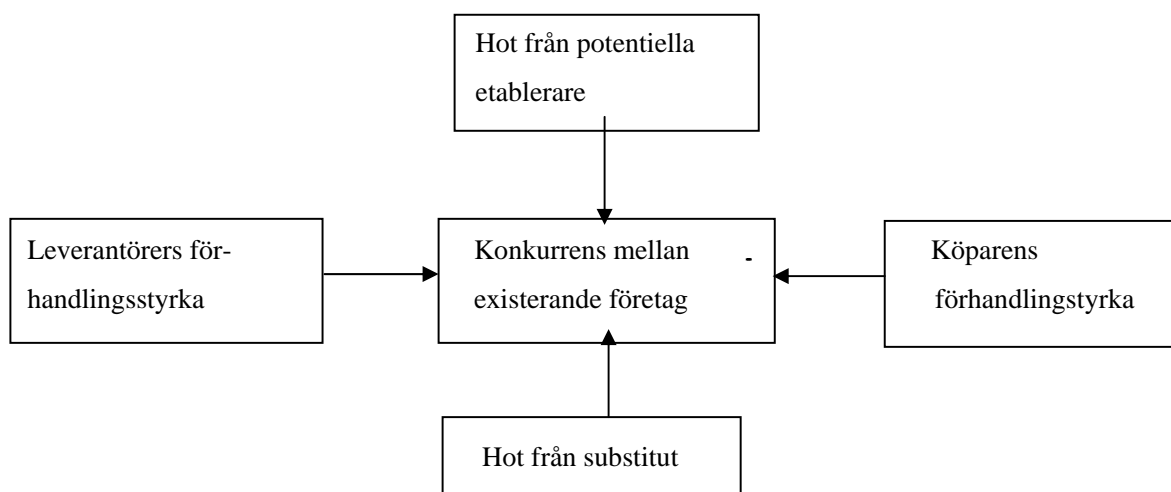 Hot från potentiella
etablerare
Leverantörers för-
handlingsstyrka
Konkurrens mellan -
existerande företag
Köparens
förhandlingstyrka
Hot från substitut